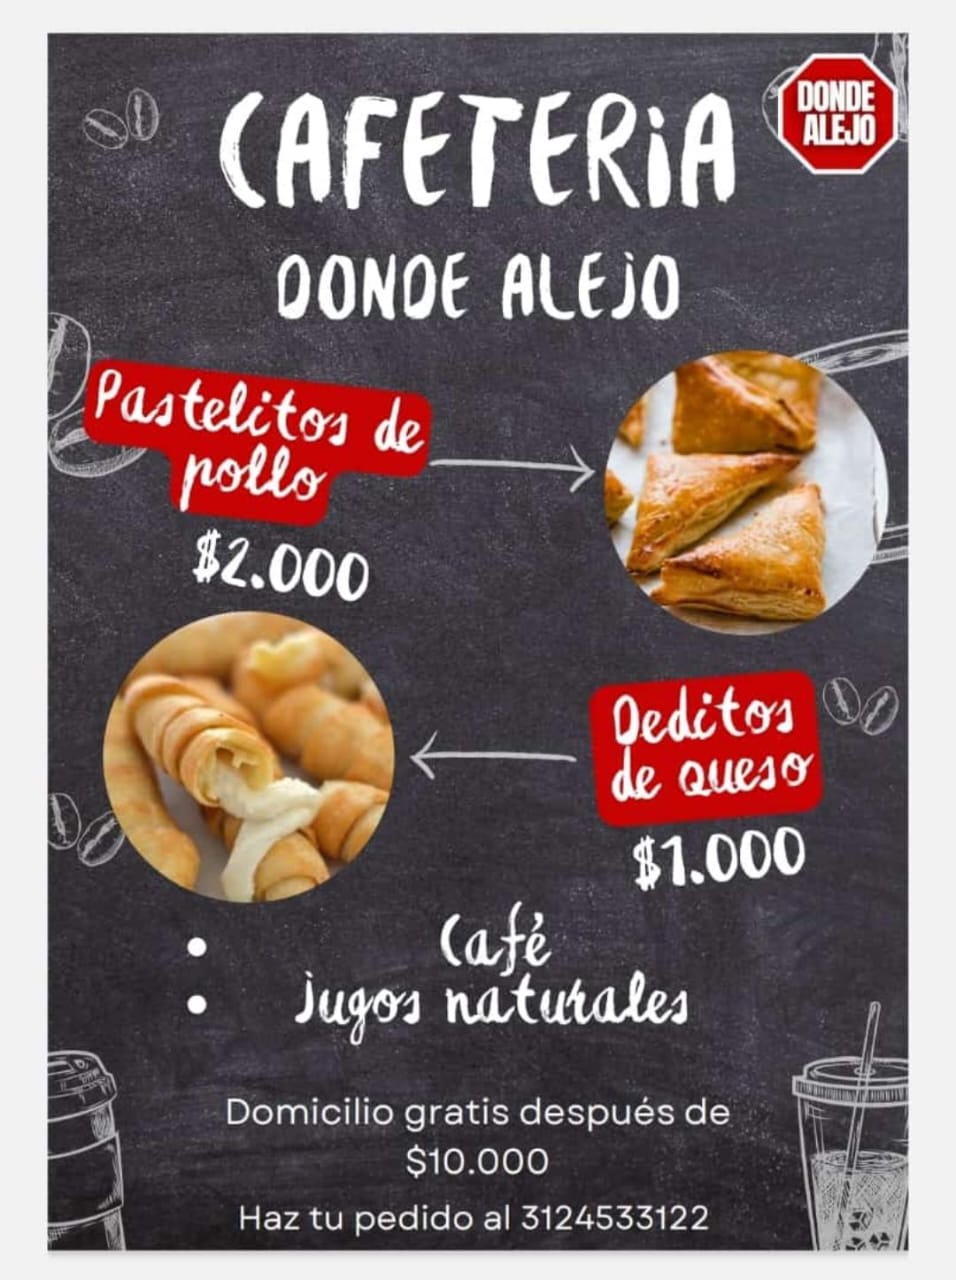 CAFETERiA
DONDE
ALEJO
DONDE ALEJO
Pastelitos de
pollo
$2.000
Deditos
de queso
$1.000
• Café
• jugos naturales
Domicilio gratis después de
$10.000
Haz tu pedido al 3124533122